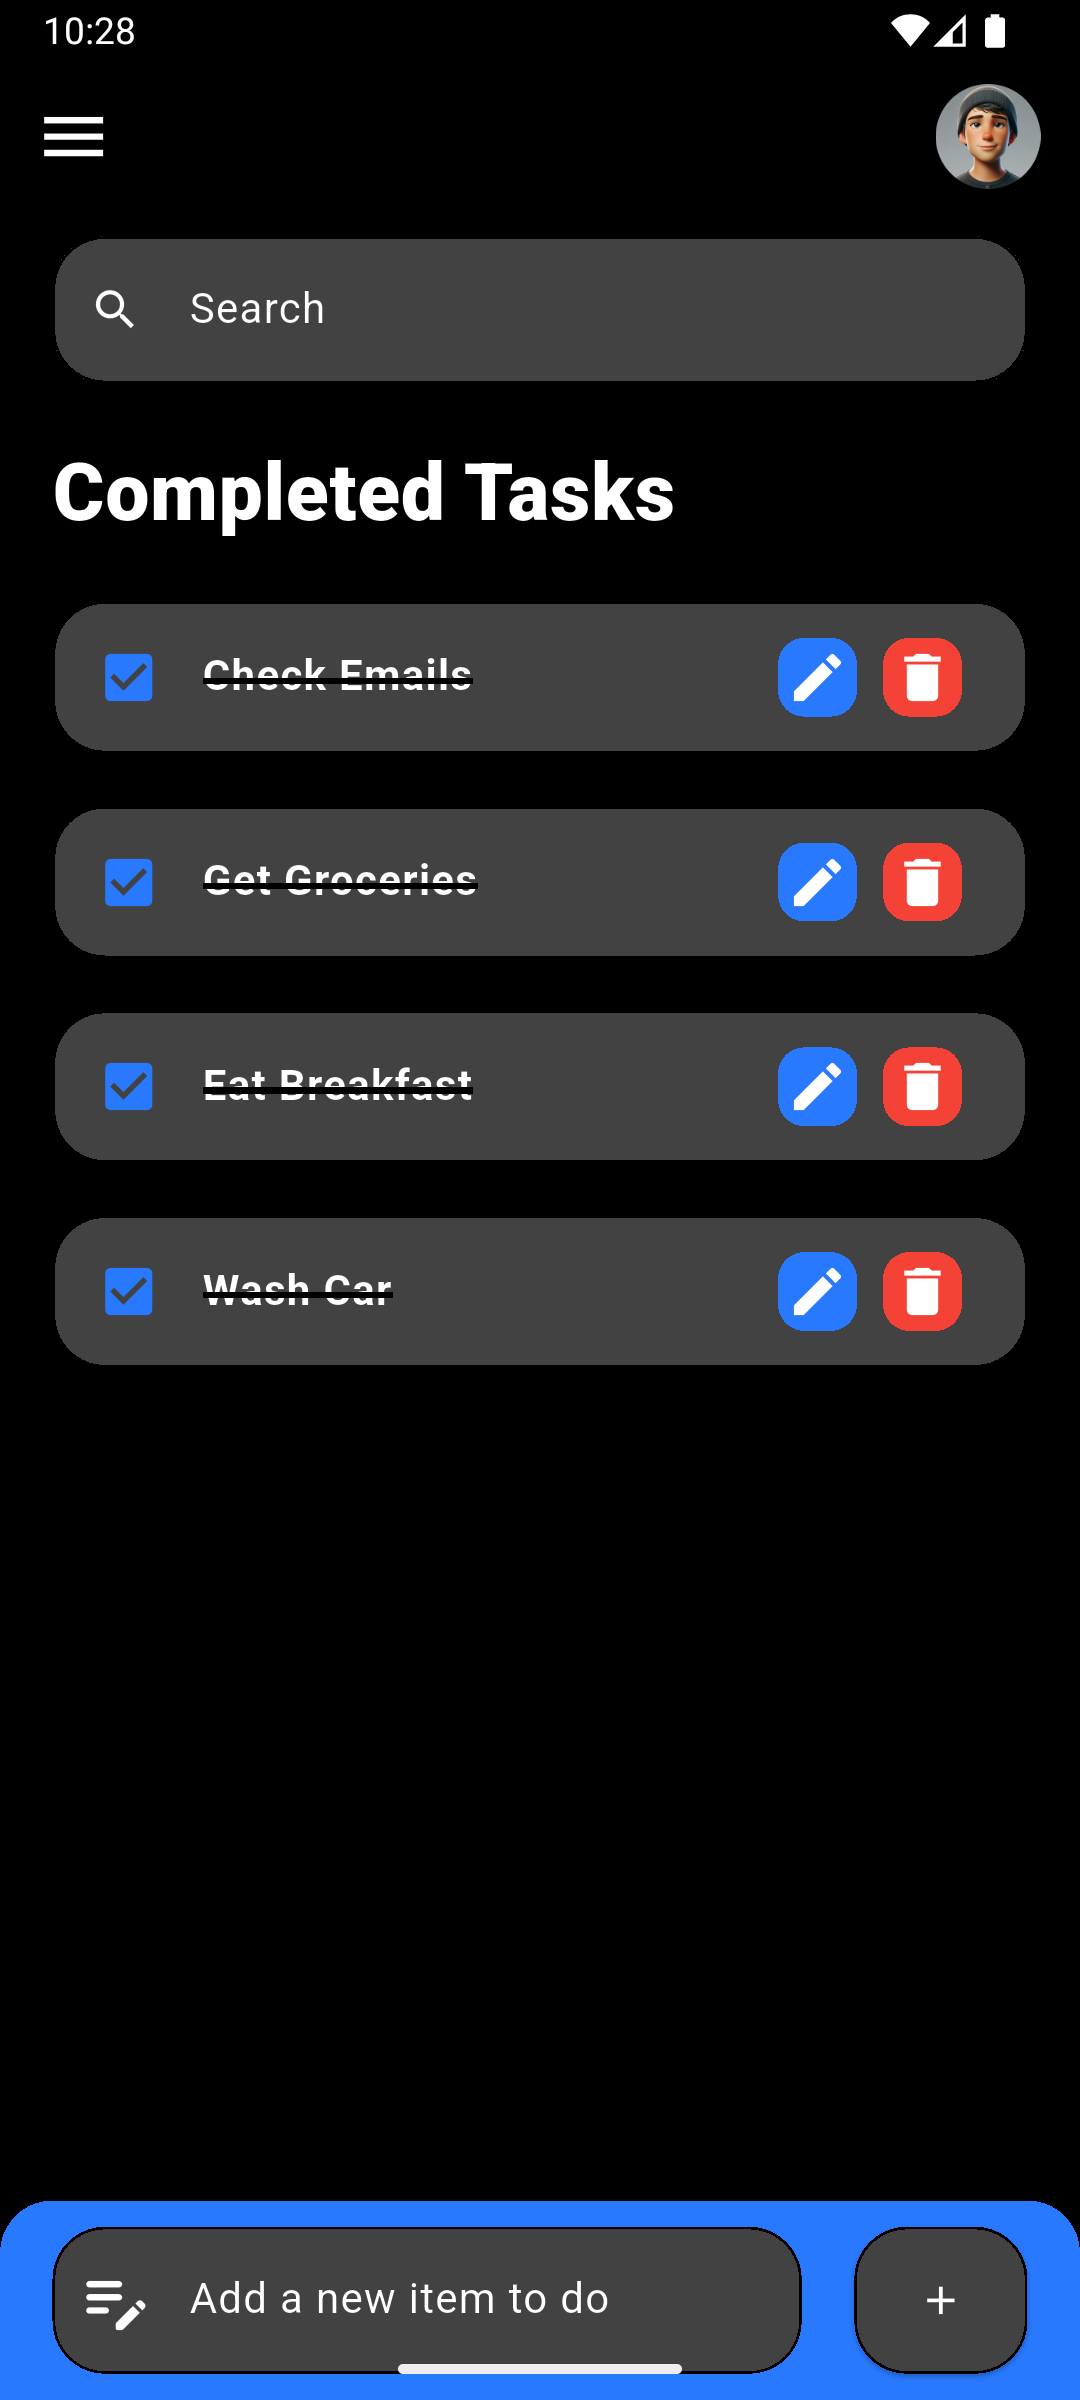 10:28
Search
Completed Tasks
Check Emails
Get Groceries
Eat Breakfast
Wash Car
Add a new item to do
+